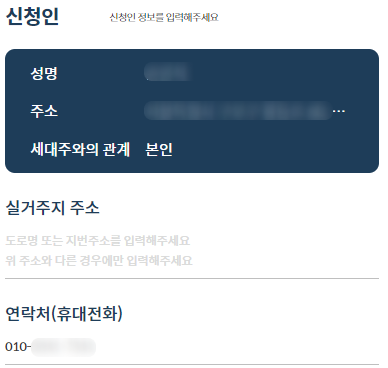 신청인 신청인 정보를 입력해주세요
성명
주소 ...
세대주와의 관계 본인
실거주지 주소
도로명 또는 지번주소를 입력해주세요
위 주소와 다른 경우에만 입력해주세요
연락처(휴대전화)
010-